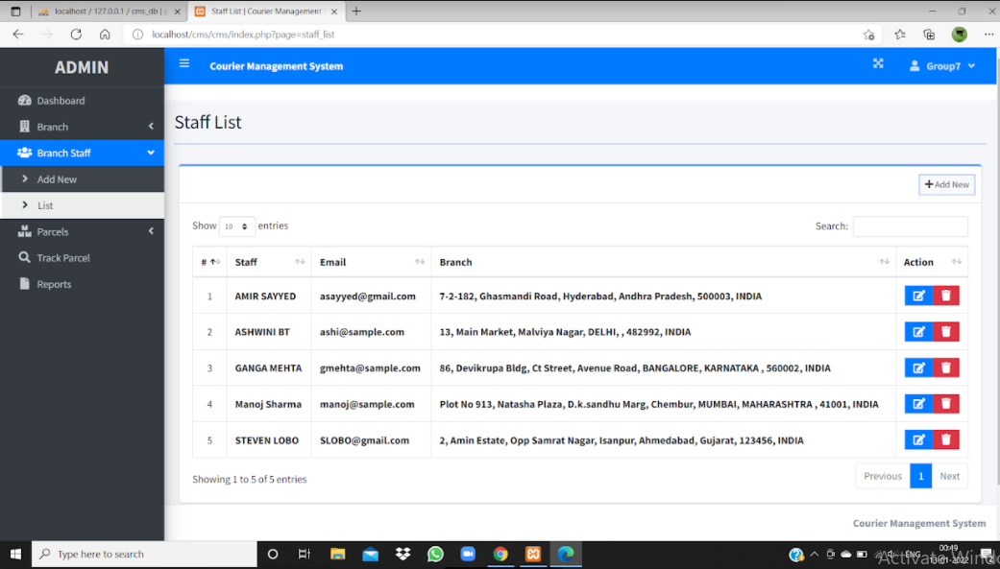 localhost / 127.0.0.1 / cms_db | p
Staff List | Courier Management S
localhost/cms/cms/index.php?page=staff_list
ADMIN
Courier Management System
Group7
Dashboard
Branch
Branch Staff
Add New
List
Parcels
Track Parcel
Reports
Staff List
Add New
Show 10 entries
Search:
# Staff Email Branch Action
1 AMIR SAYYED asayyed@gmail.com 7-2-182, Ghasmandi Road, Hyderabad, Andhra Pradesh, 500003, INDIA
2 ASHWINI BT ashi@sample.com 13, Main Market, Malviya Nagar, DELHI, , 482992, INDIA
3 GANGA MEHTA gmehta@sample.com 86, Devikrupa Bldg, Ct Street, Avenue Road, BANGALORE, KARNATAKA , 560002, INDIA
4 Manoj Sharma manoj@sample.com Plot No 913, Natasha Plaza, D.k.sandhu Marg, Chembur, MUMBAI, MAHARASHTRA , 41001, INDIA
5 STEVEN LOBO SLOBO@gmail.com 2, Amin Estate, Opp Samrat Nagar, Isanpur, Ahmedabad, Gujarat, 123456, INDIA
Showing 1 to 5 of 5 entries
Previous 1 Next
Courier Management System
Type here to search
ENG
00:49
13-01-2022
Activate Windo